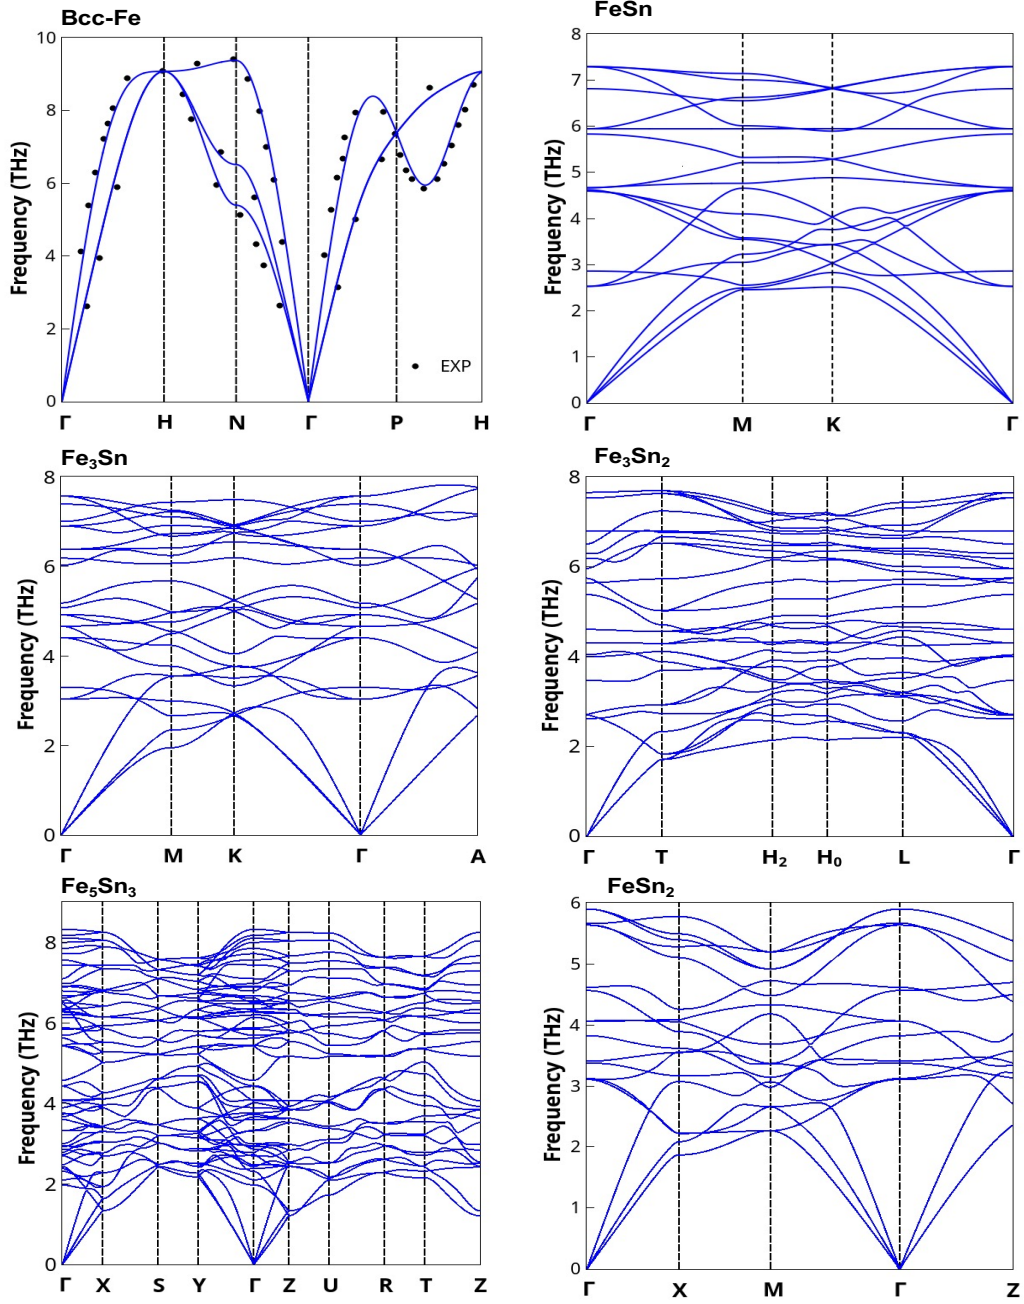 Bcc-Fe
FeSn
Frequency (THz)
10
8
6
4
2
0
EXP
Γ H N Γ P H
Frequency (THz)
8
7
6
5
4
3
2
1
0
Γ M K Γ
Fe₃Sn
Fe₃Sn₂
Frequency (THz)
8
6
4
2
0
Γ M K Γ A
Frequency (THz)
8
6
4
2
0
Γ T H₂ H₀ L Γ
Fe₅Sn₃
FeSn₂
Frequency (THz)
8
6
4
2
0
Γ X S Y Γ Z U R T Z
Frequency (THz)
6
5
4
3
2
1
0
Γ X M Γ Z